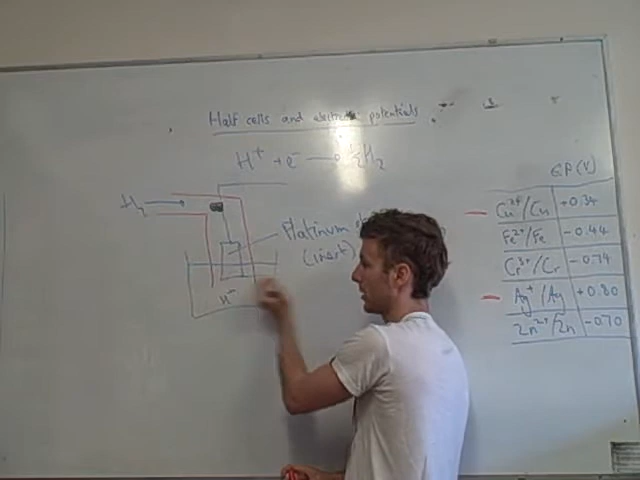 Half cells and electrode potentials
H⁺ + e⁻ → ½H₂
H₂
Platinum
(inert)
H⁺
EP(V)
Cu²⁺/Cu +0.34
Fe²⁺/Fe -0.44
Cr³⁺/Cr -0.74
Ag⁺/Ag +0.80
Zn²⁺/Zn -0.70